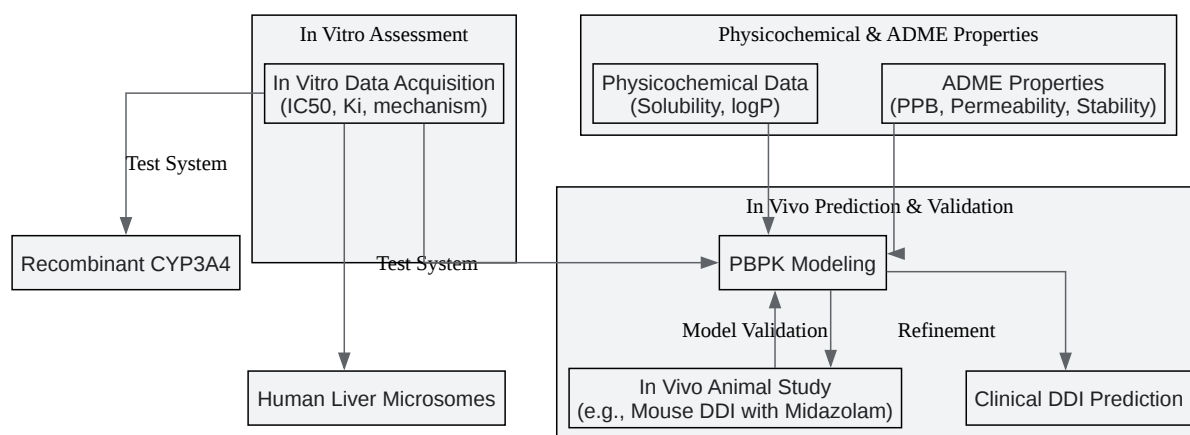 In Vitro Assessment
Physicochemical & ADME Properties
In Vitro Data Acquisition
(IC50, Ki, mechanism)
Physicochemical Data
(Solubility, logP)
ADME Properties
(PPB, Permeability, Stability)
Test System
In Vivo Prediction & Validation
Recombinant CYP3A4
Test System
PBPK Modeling
Model Validation
Refinement
Human Liver Microsomes
In Vivo Animal Study
(e.g., Mouse DDI with Midazolam)
Clinical DDI Prediction